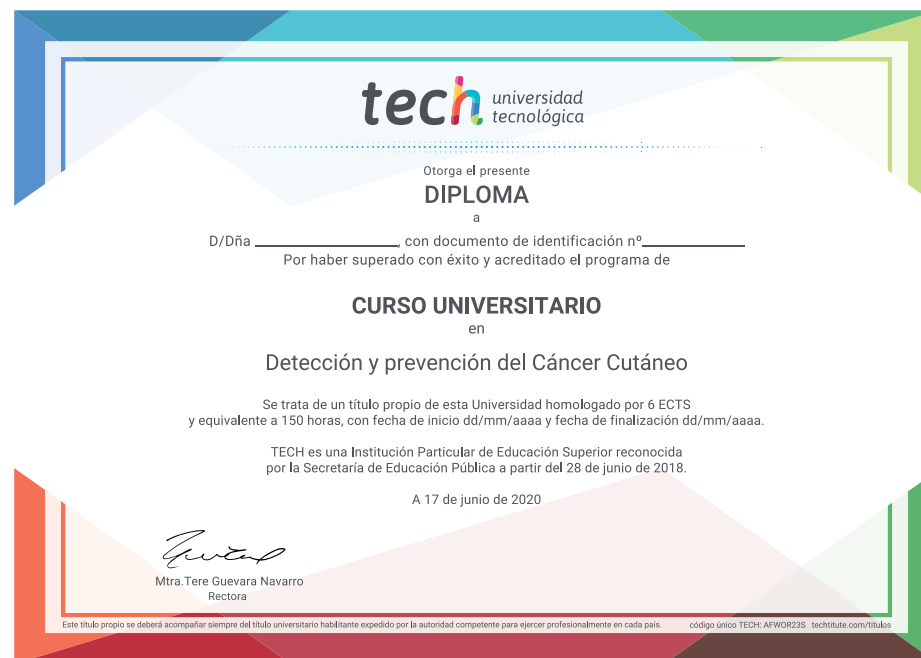 tech universidad
tecnológica
Otorga el presente
DIPLOMA
a
D/Dña ____________, con documento de identificación nº____________
Por haber superado con éxito y acreditado el programa de
CURSO UNIVERSITARIO
en
Detección y prevención del Cáncer Cutáneo
Se trata de un título propio de esta Universidad homologado por 6 ECTS
y equivalente a 150 horas, con fecha de inicio dd/mm/aaaa y fecha de finalización dd/mm/aaaa.
TECH es una Institución Particular de Educación Superior reconocida
por la Secretaría de Educación Pública a partir del 28 de junio de 2018.
A 17 de junio de 2020
Mtra.Tere Guevara Navarro
Rectora
Este título propio se deberá acompañar siempre del título universitario habilitante expedido por la autoridad competente para ejercer profesionalmente en cada país. código único TECH: AFWOR23S techtitute.com/titulos